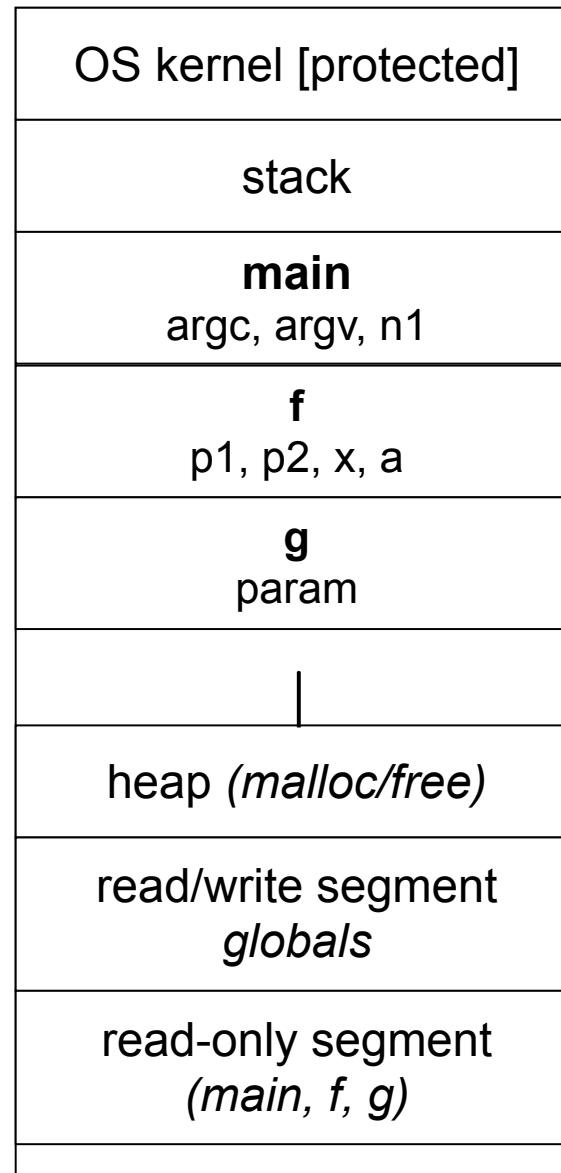 OS kernel [protected]
stack
main
argc, argv, n1
f
p1, p2, x, a
g
param
heap (malloc/free)
read/write segment
globals
read-only segment
(main, f, g)